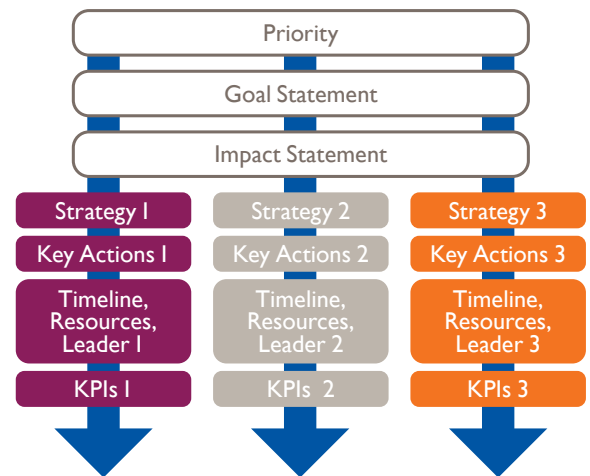 Priority
Goal Statement
Impact Statement
Strategy 1
Strategy 2
Strategy 3
Key Actions 1
Key Actions 2
Key Actions 3
Timeline,
Resources,
Leader 1
Timeline,
Resources,
Leader 2
Timeline,
Resources,
Leader 3
KPIs 1
KPIs 2
KPIs 3